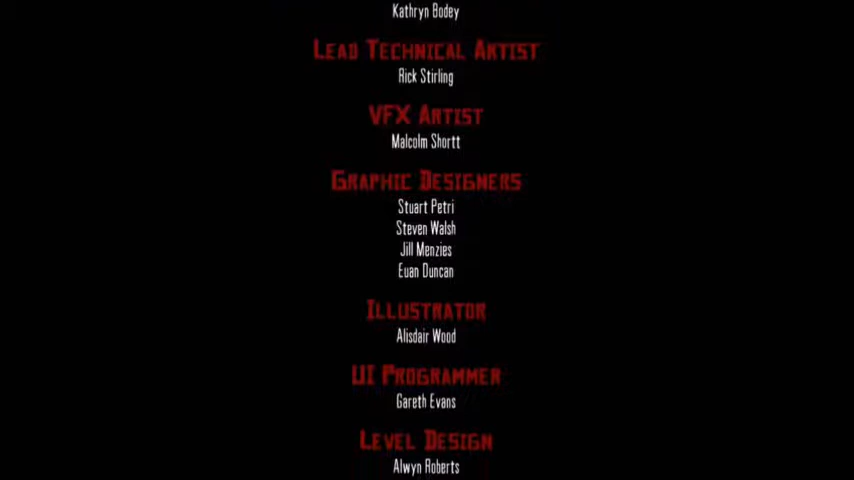 Kathryn Bodey
Lead Technical Artist
Rick Stirling
VFX Artist
Malcolm Shortt
Graphic Designers
Stuart Petri
Steven Walsh
Jill Menzies
Euan Duncan
Illustrator
Alisdair Wood
UI Programmer
Gareth Evans
Level Design
Alwyn Roberts